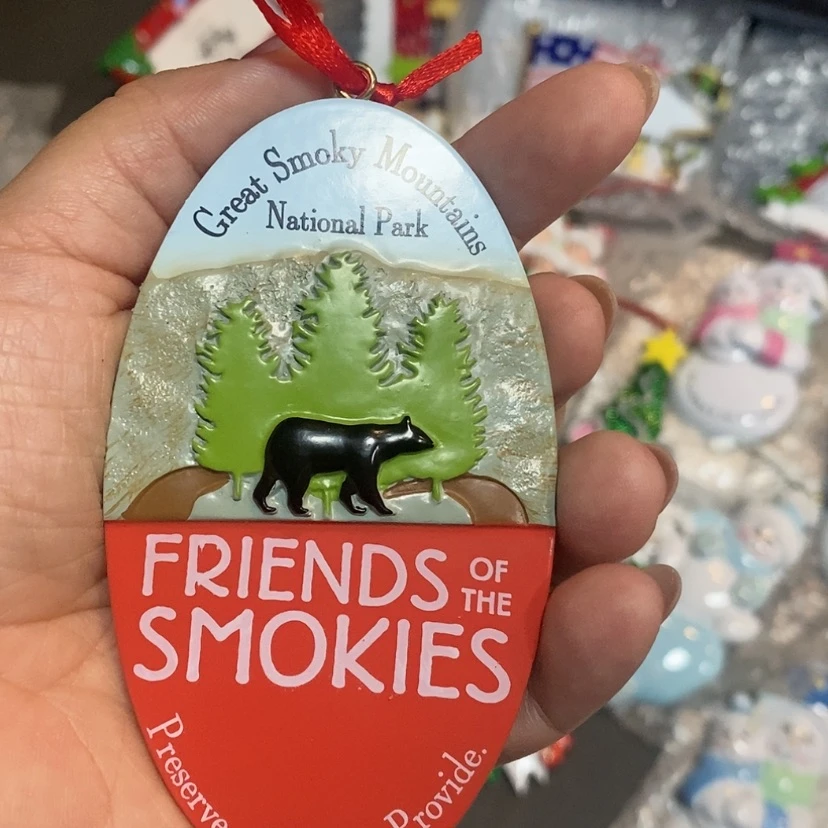 Great Smoky Mountains
National Park
FRIENDS OF THE
SMOKIES
Preserve
Provide.